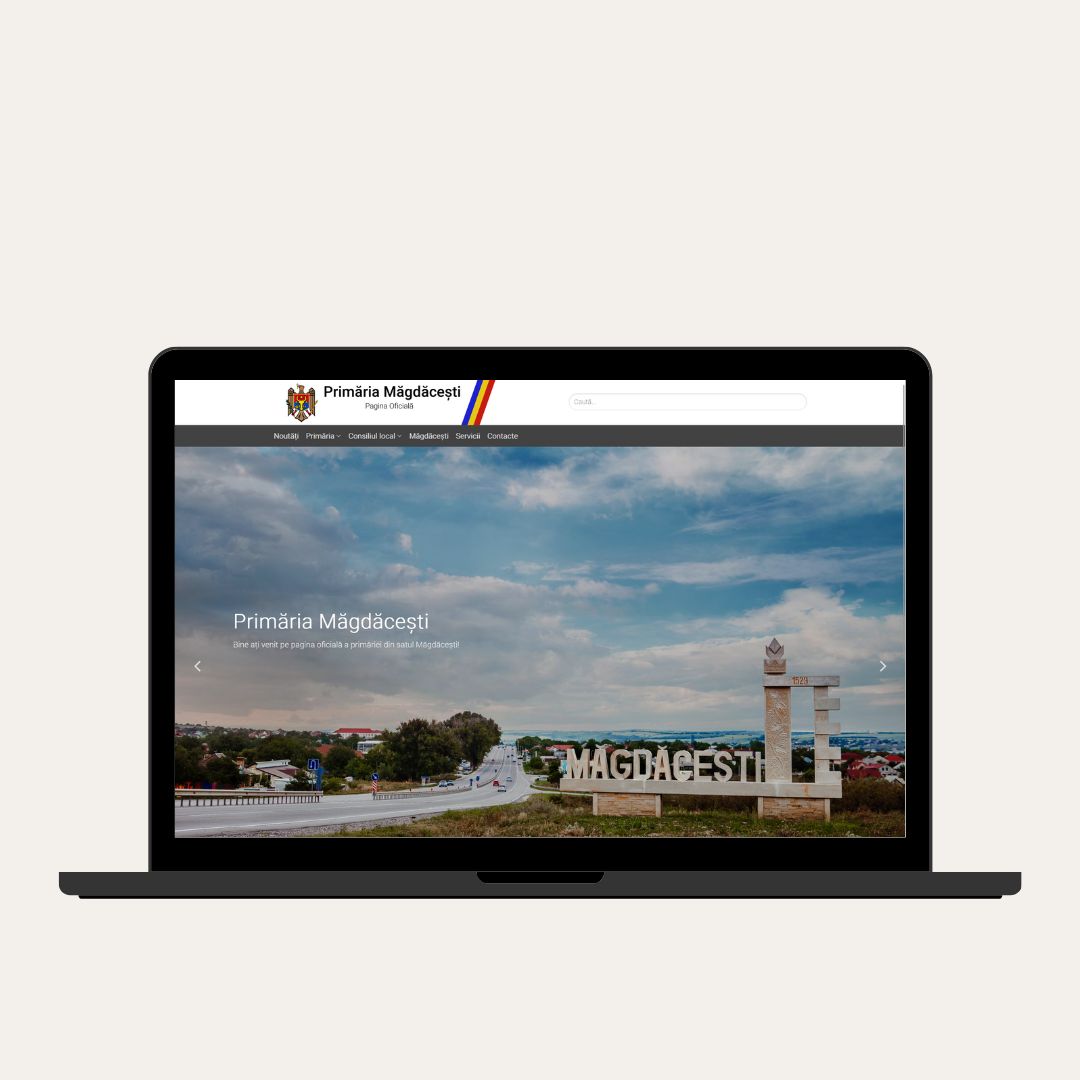 Primăria Măgdăcești
Pagina Oficială
Caută...
Noutăți Primăria Consiliul local Măgdăcești Servicii Contacte
Primăria Măgdăcești
Bine ați venit pe pagina oficială a primăriei din satul Măgdăcești!
1529
MĂGDĂCEȘTI